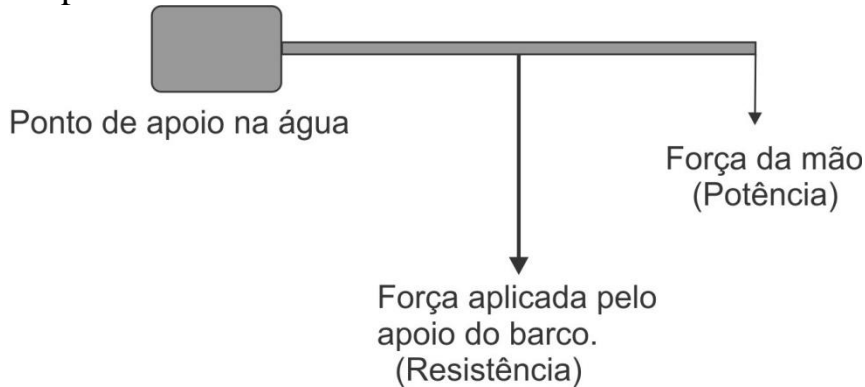 Ponto de apoio na água
Força da mão
(Potência)
Força aplicada pelo
apoio do barco.
(Resistência)